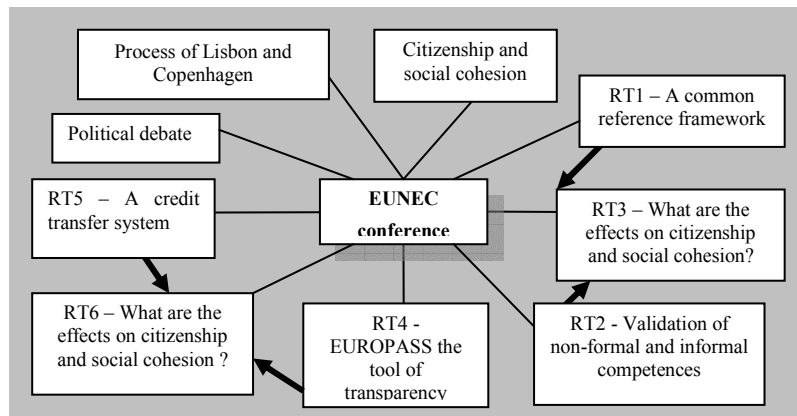 Process of Lisbon and
Copenhagen
Citizenship and
social cohesion
RT1 – A common
reference framework
Political debate
RT5 – A credit
transfer system
EUNEC
conference
RT3 – What are the
effects on citizenship
and social cohesion?
RT6 – What are the
effects on citizenship
and social cohesion ?
RT4 -
EUROPASS the
tool of
transparency
RT2 - Validation of
non-formal and informal
competences